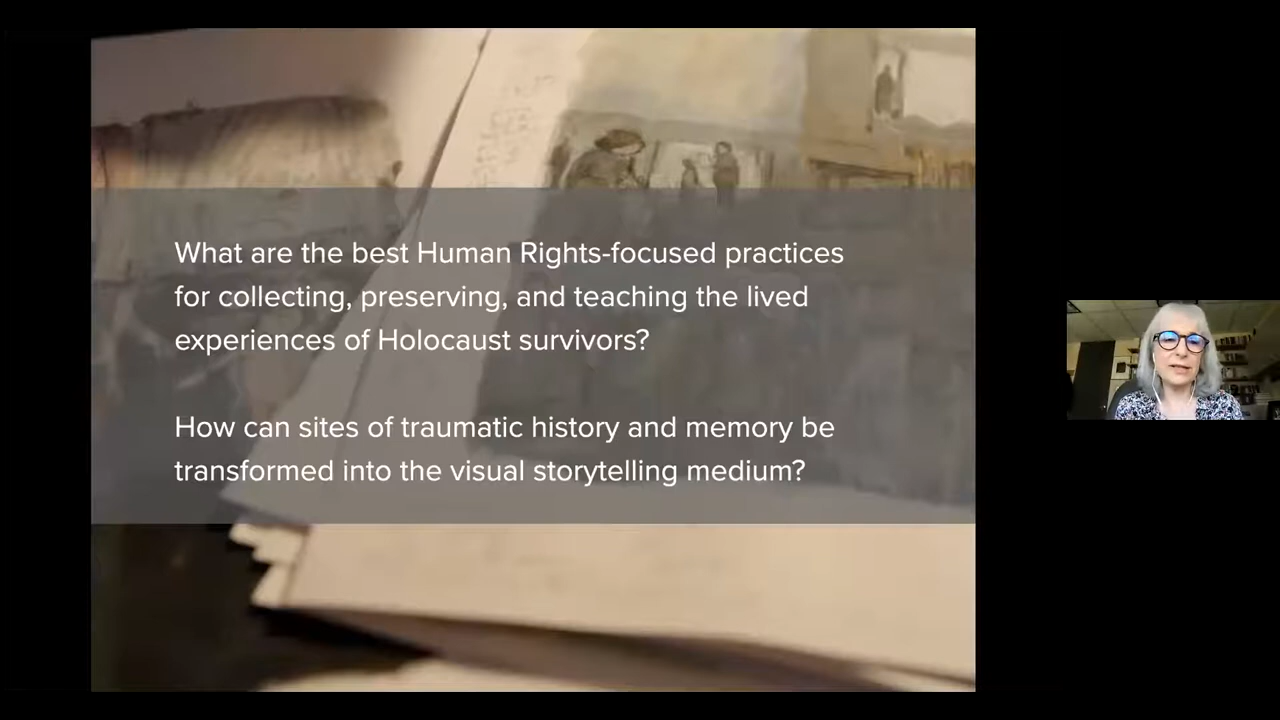 What are the best Human Rights-focused practices
for collecting, preserving, and teaching the lived
experiences of Holocaust survivors?
How can sites of traumatic history and memory be
transformed into the visual storytelling medium?